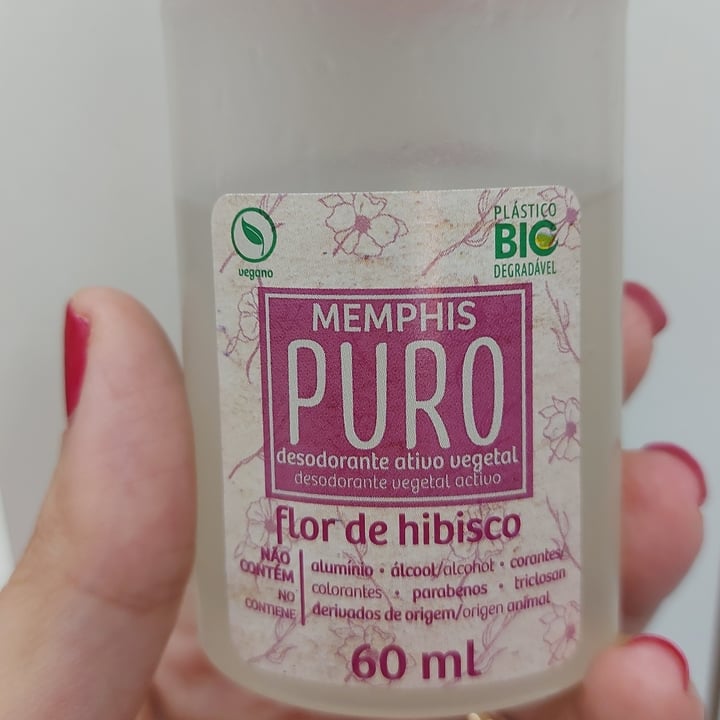 vegano
PLÁSTICO
BIO
DEGRADÁVEL
MEMPHIS
PURO
desodorante ativo vegetal
desodorante vegetal activo
flor de hibisco
NÃO
CONTÉM
NO
CONTIENE
alumínio • álcool/alcohol • corantes/
colorantes • parabenos • triclosan
derivados de origem/origen animal
60 ml